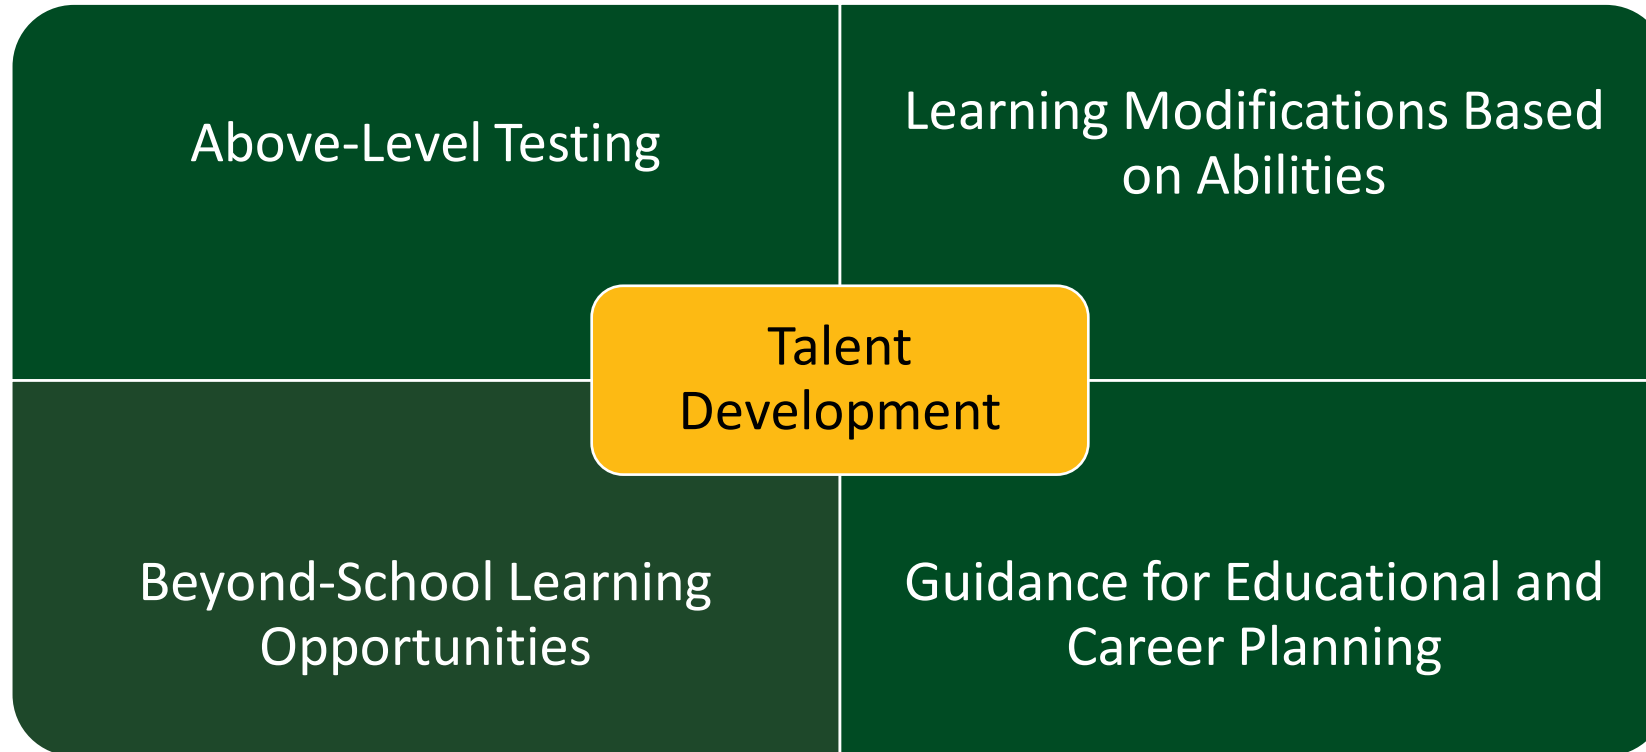 Above-Level Testing
Learning Modifications Based
on Abilities
Talent
Development
Beyond-School Learning
Opportunities
Guidance for Educational and
Career Planning